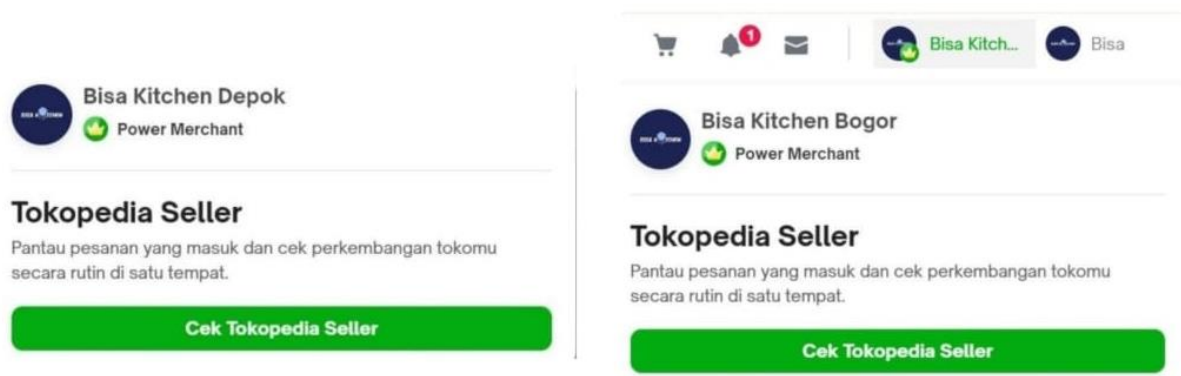 Bisa Kitchen Depok
Power Merchant
Tokopedia Seller
Pantau pesanan yang masuk dan cek perkembangan tokomu
secara rutin di satu tempat.
Cek Tokopedia Seller
1
Bisa Kitch...
Bisa
Bisa Kitchen Bogor
Power Merchant
Tokopedia Seller
Pantau pesanan yang masuk dan cek perkembangan tokomu
secara rutin di satu tempat.
Cek Tokopedia Seller